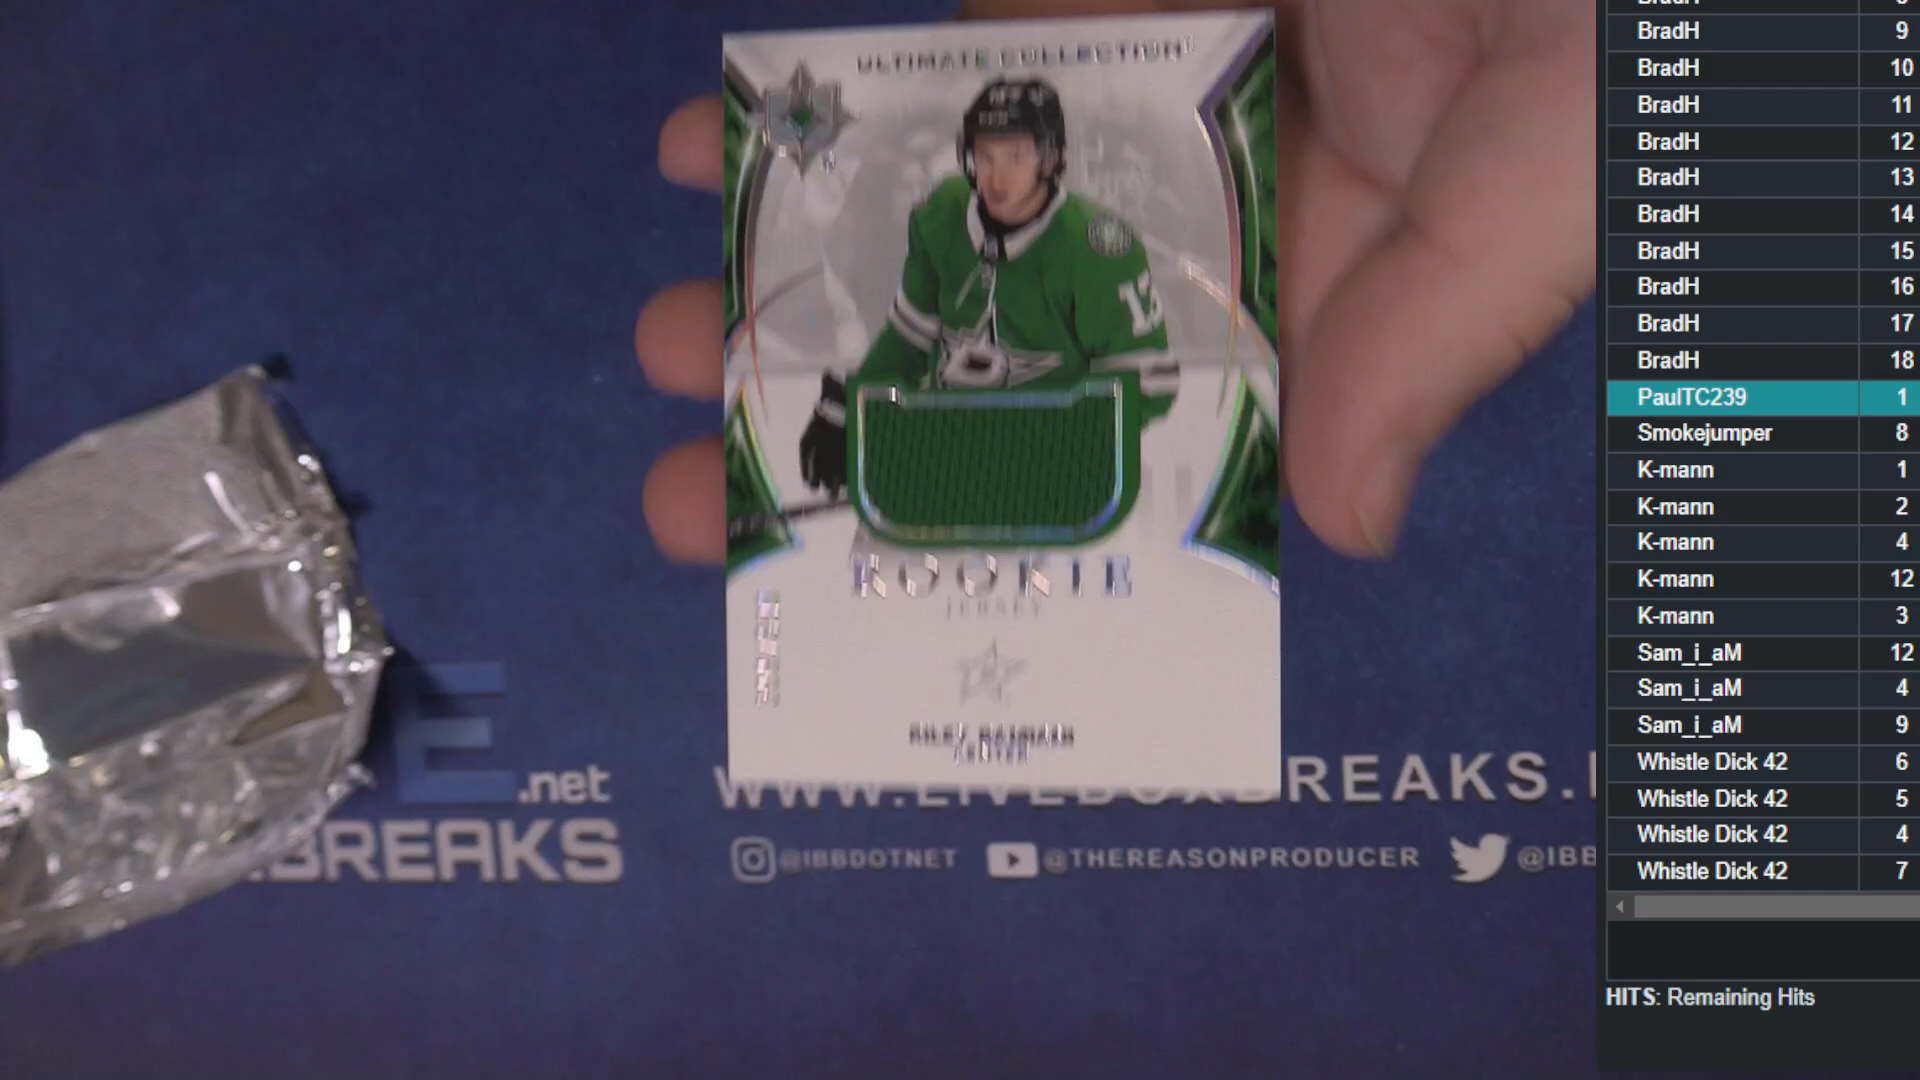 ULTIMATE COLLECTION
13
ROOKIE
JERSEY
CENTER
E.net
BREAKS
@IBBDOTNET
@THEREASONPRODUCER
@IBB
BradH 9
BradH 10
BradH 11
BradH 12
BradH 13
BradH 14
BradH 15
BradH 16
BradH 17
BradH 18
PaulTC239 1
Smokejumper 8
K-mann 1
K-mann 2
K-mann 4
K-mann 12
K-mann 3
Sam_i_aM 12
Sam_i_aM 4
Sam_i_aM 9
Whistle Dick 42 6
Whistle Dick 42 5
Whistle Dick 42 4
Whistle Dick 42 7
HITS: Remaining Hits